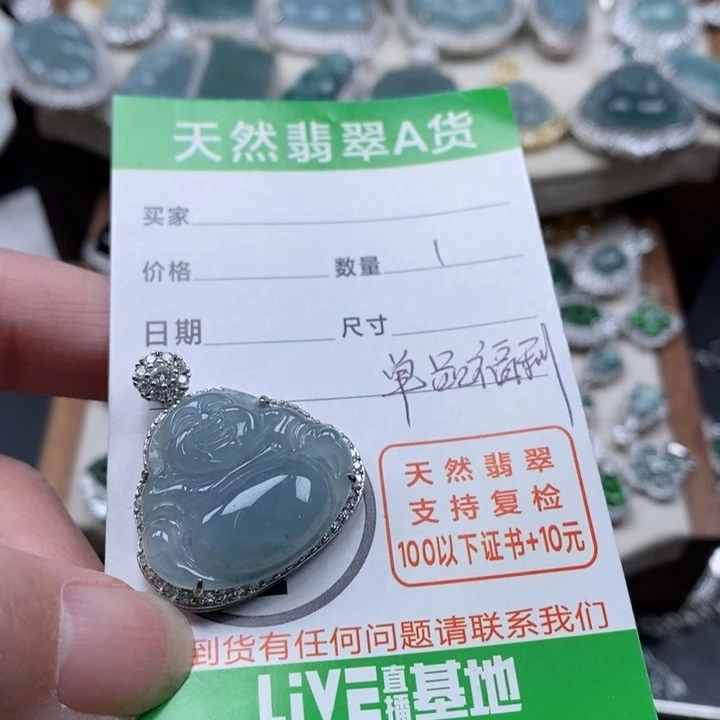 天然翡翠A货
买家
价格 数量 1
日期 尺寸
单品福利
天然翡翠
支持复检
100以下证书+10元
到货有任何问题请联系我们
LiVE直播基地